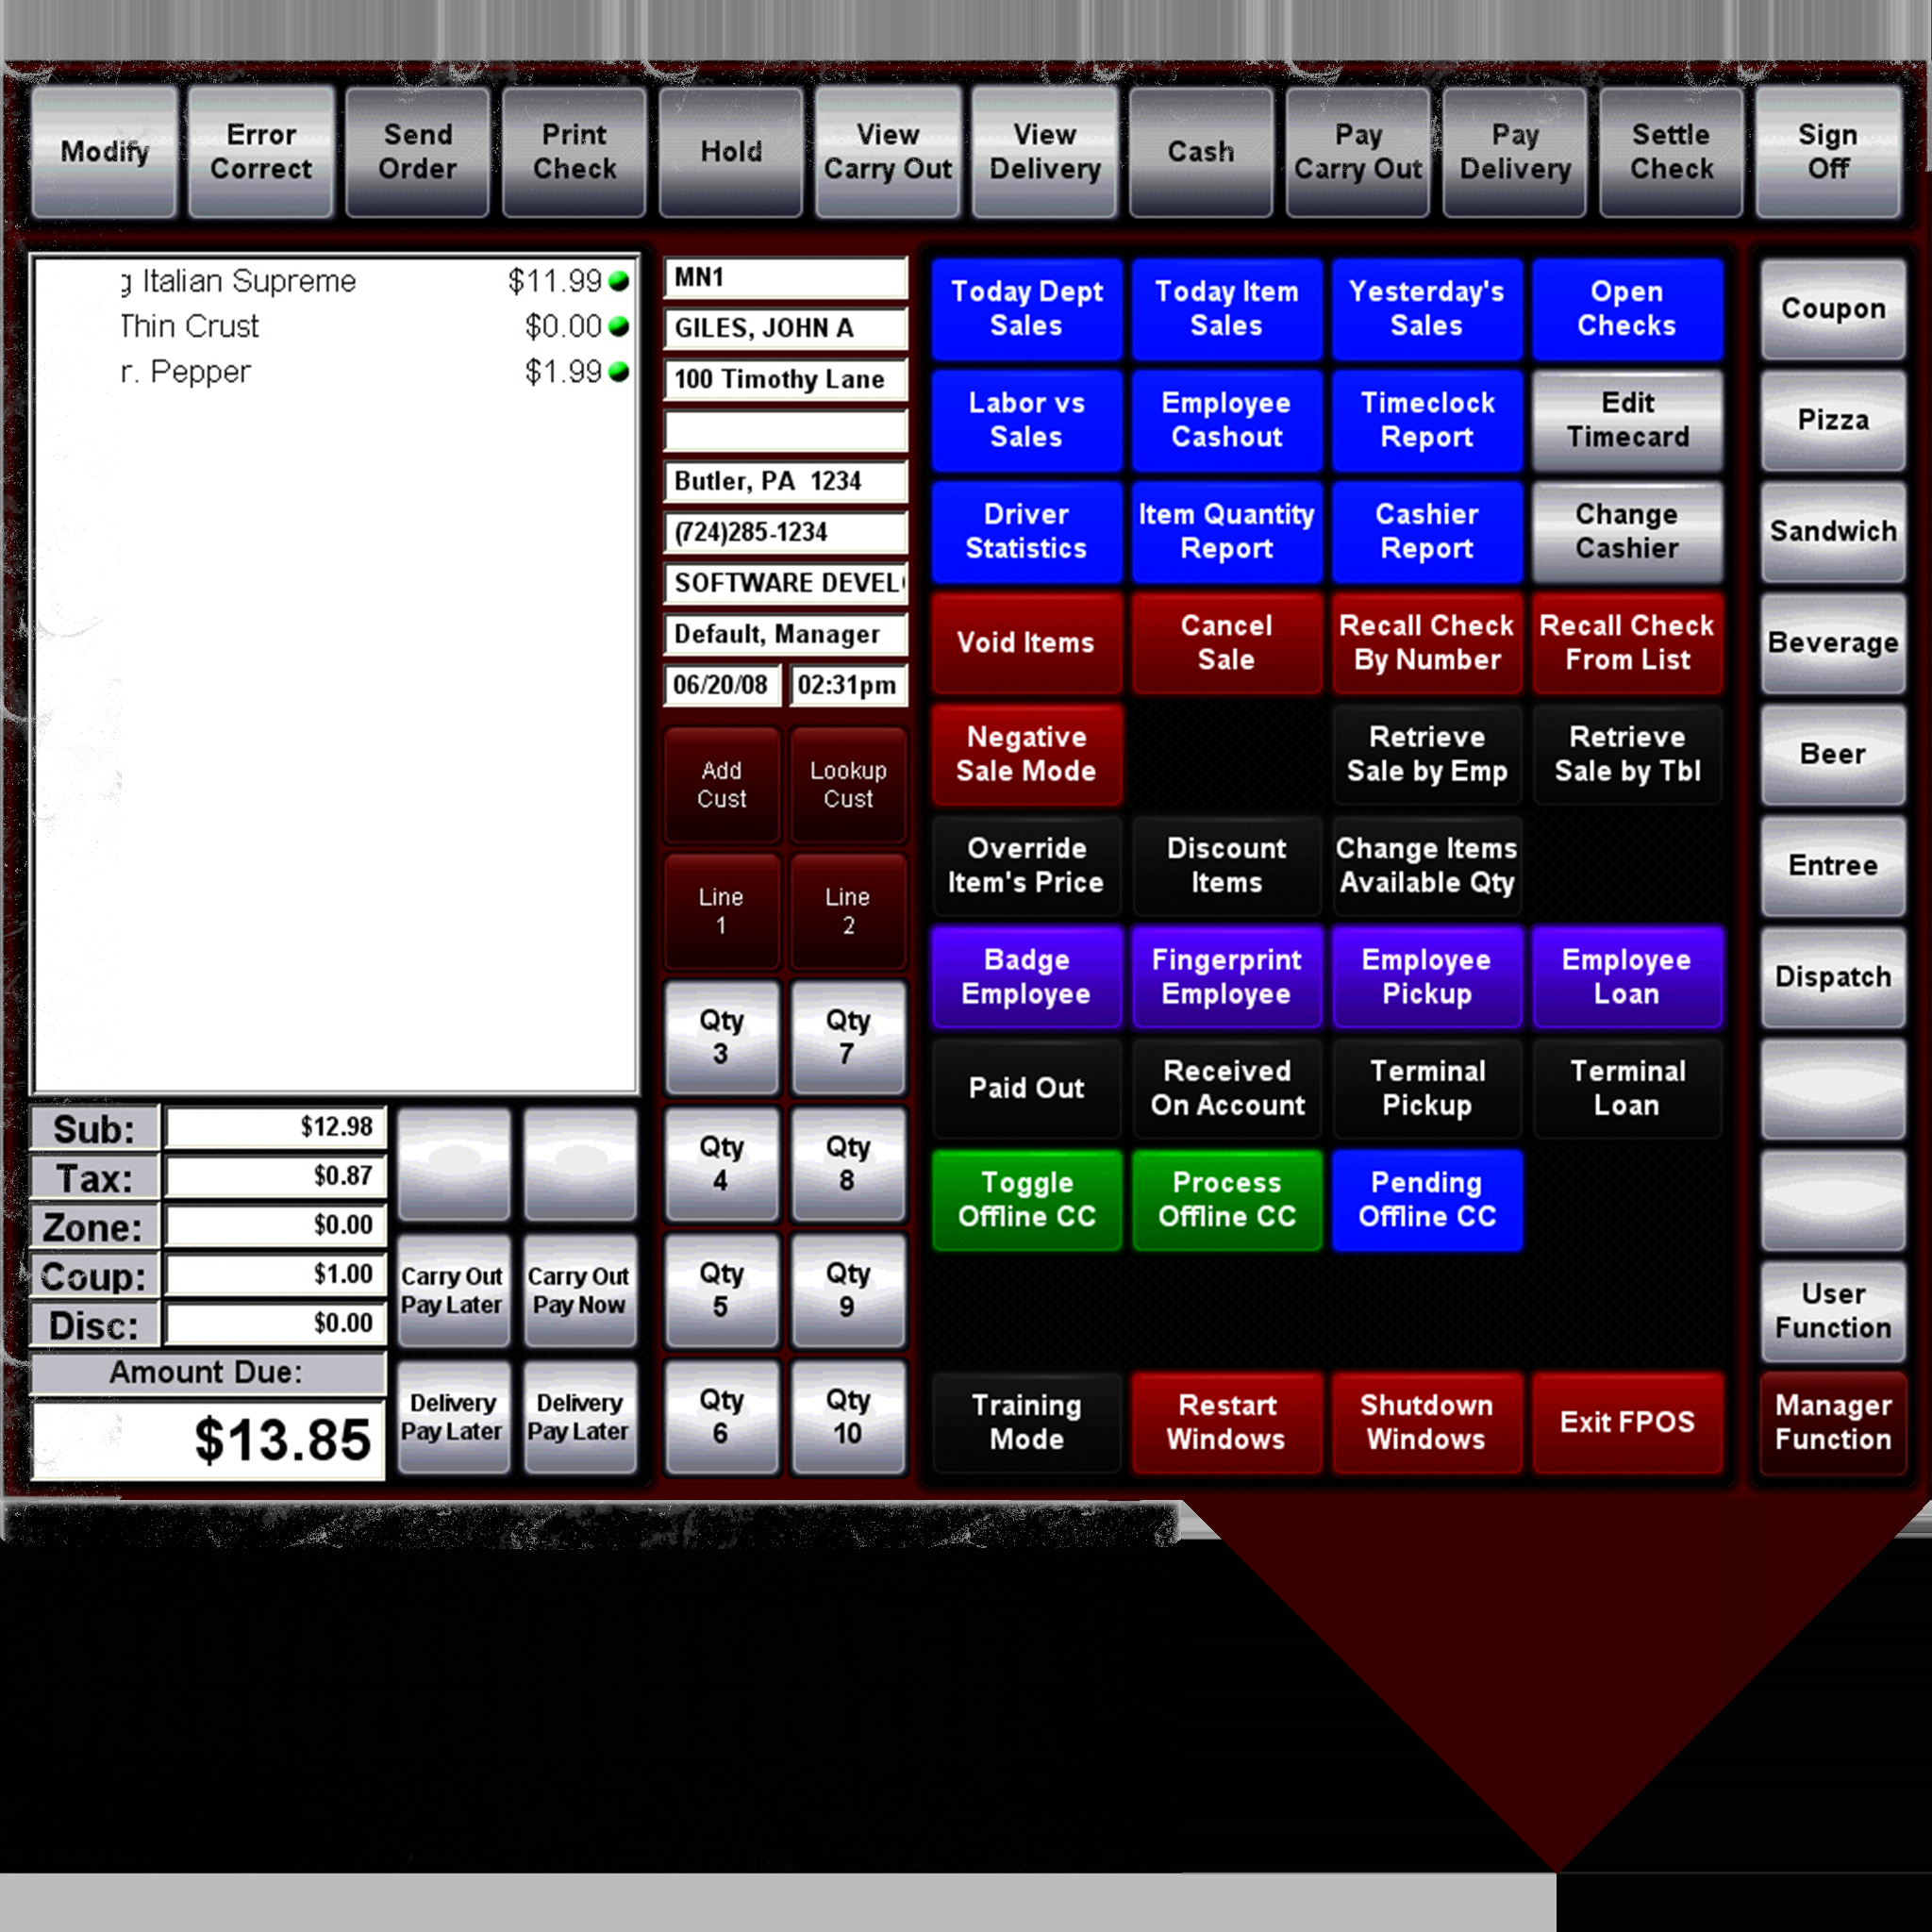 Modify
Error
Correct
Send
Order
Print
Check
Hold
View
Carry Out
View
Delivery
Cash
Pay
Carry Out
Pay
Delivery
Settle
Check
Sign
Off
Italian Supreme $11.99
Thin Crust $0.00
r. Pepper $1.99
Sub: $12.98
Tax: $0.87
Zone: $0.00
Coup: $1.00
Disc: $0.00
Amount Due:
$13.85
Carry Out
Pay Later
Carry Out
Pay Now
Delivery
Pay Later
Delivery
Pay Later
MN1
GILES, JOHN A
100 Timothy Lane
Butler, PA 1234
(724)285-1234
SOFTWARE DEVEL
Default, Manager
06/20/08 02:31pm
Add
Cust
Lookup
Cust
Line
1
Line
2
Qty
3
Qty
7
Qty
4
Qty
8
Qty
5
Qty
9
Qty
6
Qty
10
Today Dept
Sales
Today Item
Sales
Yesterday's
Sales
Open
Checks
Labor vs
Sales
Employee
Cashout
Timeclock
Report
Edit
Timecard
Driver
Statistics
Item Quantity
Report
Cashier
Report
Change
Cashier
Void Items
Cancel
Sale
Recall Check
By Number
Recall Check
From List
Negative
Sale Mode
Retrieve
Sale by Emp
Retrieve
Sale by Tbl
Override
Item's Price
Discount
Items
Change Items
Available Qty
Badge
Employee
Fingerprint
Employee
Employee
Pickup
Employee
Loan
Paid Out
Received
On Account
Terminal
Pickup
Terminal
Loan
Toggle
Offline CC
Process
Offline CC
Pending
Offline CC
Training
Mode
Restart
Windows
Shutdown
Windows
Exit FPOS
Coupon
Pizza
Sandwich
Beverage
Beer
Entree
Dispatch
User
Function
Manager
Function